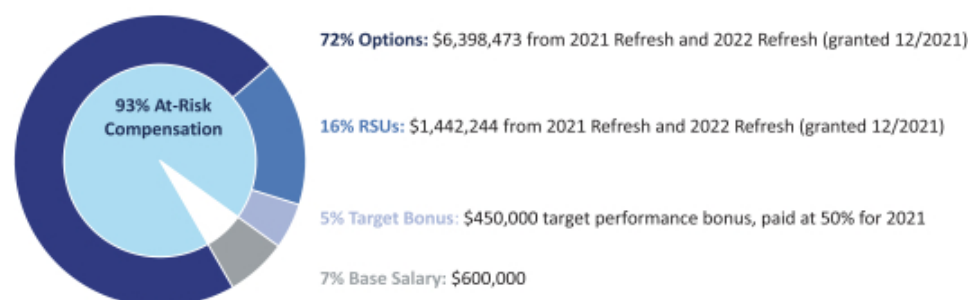 72% Options: $6,398,473 from 2021 Refresh and 2022 Refresh (granted 12/2021)
93% At-Risk
Compensation
16% RSUs: $1,442,244 from 2021 Refresh and 2022 Refresh (granted 12/2021)
5% Target Bonus: $450,000 target performance bonus, paid at 50% for 2021
7% Base Salary: $600,000